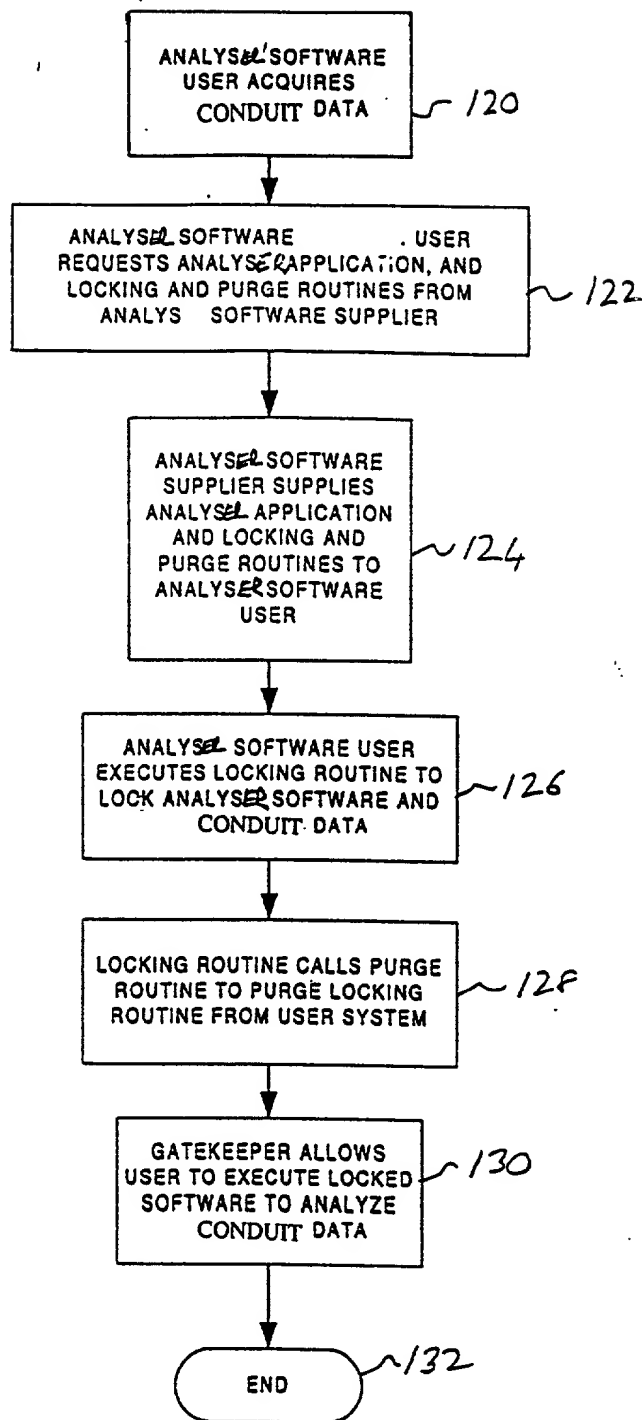 ANALYSER SOFTWARE
USER ACQUIRES
CONDUIT DATA
120
ANALYSER SOFTWARE . USER
REQUESTS ANALYSER APPLICATION, AND
LOCKING AND PURGE ROUTINES FROM
ANALYS SOFTWARE SUPPLIER
122
ANALYSER SOFTWARE
SUPPLIER SUPPLIES
ANALYSER APPLICATION
AND LOCKING AND
PURGE ROUTINES TO
ANALYSER SOFTWARE
USER
124
ANALYSER SOFTWARE USER
EXECUTES LOCKING ROUTINE TO
LOCK ANALYSER SOFTWARE AND
CONDUIT DATA
126
LOCKING ROUTINE CALLS PURGE
ROUTINE TO PURGE LOCKING
ROUTINE FROM USER SYSTEM
128
GATEKEEPER ALLOWS
USER TO EXECUTE LOCKED
SOFTWARE TO ANALYZE
CONDUIT DATA
130
END
132